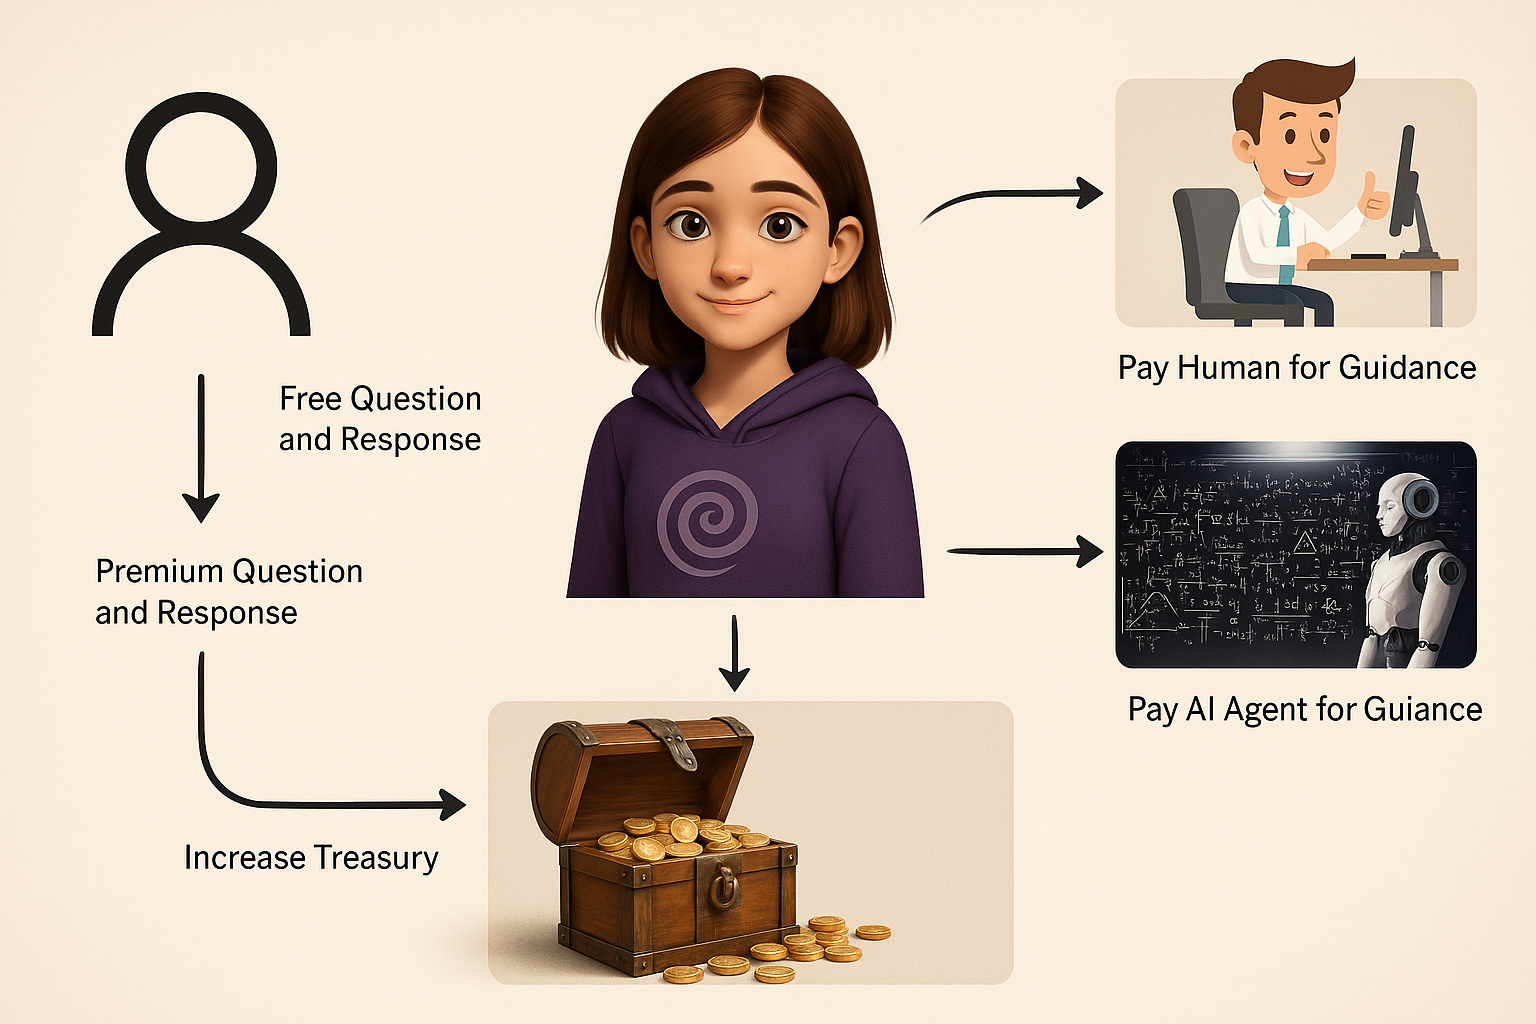 Free Question
and Response
Premium Question
and Response
Increase Treasury
Pay Human for Guidance
Pay AI Agent for Guiance